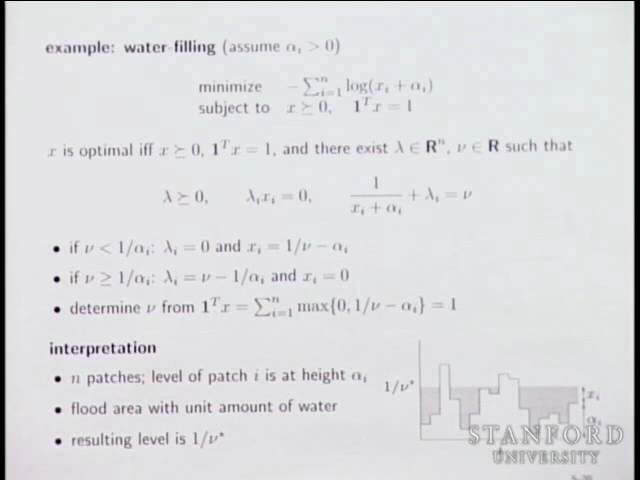 example: water-filling (assume αᵢ > 0)
minimize −∑ⁿᵢ₌₁ log(xᵢ + αᵢ)
subject to x ⪰ 0, 1ᵀx = 1
x is optimal iff x ⪰ 0, 1ᵀx = 1, and there exist λ ∈ Rⁿ, ν ∈ R such that
λ ⪰ 0, λᵢxᵢ = 0, 1/(xᵢ + αᵢ) + λᵢ = ν
• if ν < 1/αᵢ: λᵢ = 0 and xᵢ = 1/ν − αᵢ
• if ν ≥ 1/αᵢ: λᵢ = ν − 1/αᵢ and xᵢ = 0
• determine ν from 1ᵀx = ∑ⁿᵢ₌₁ max{0, 1/ν − αᵢ} = 1
interpretation
• n patches; level of patch i is at height αᵢ
• flood area with unit amount of water
• resulting level is 1/ν*
1/ν*
xᵢ
αᵢ
STANFORD
UNIVERSITY